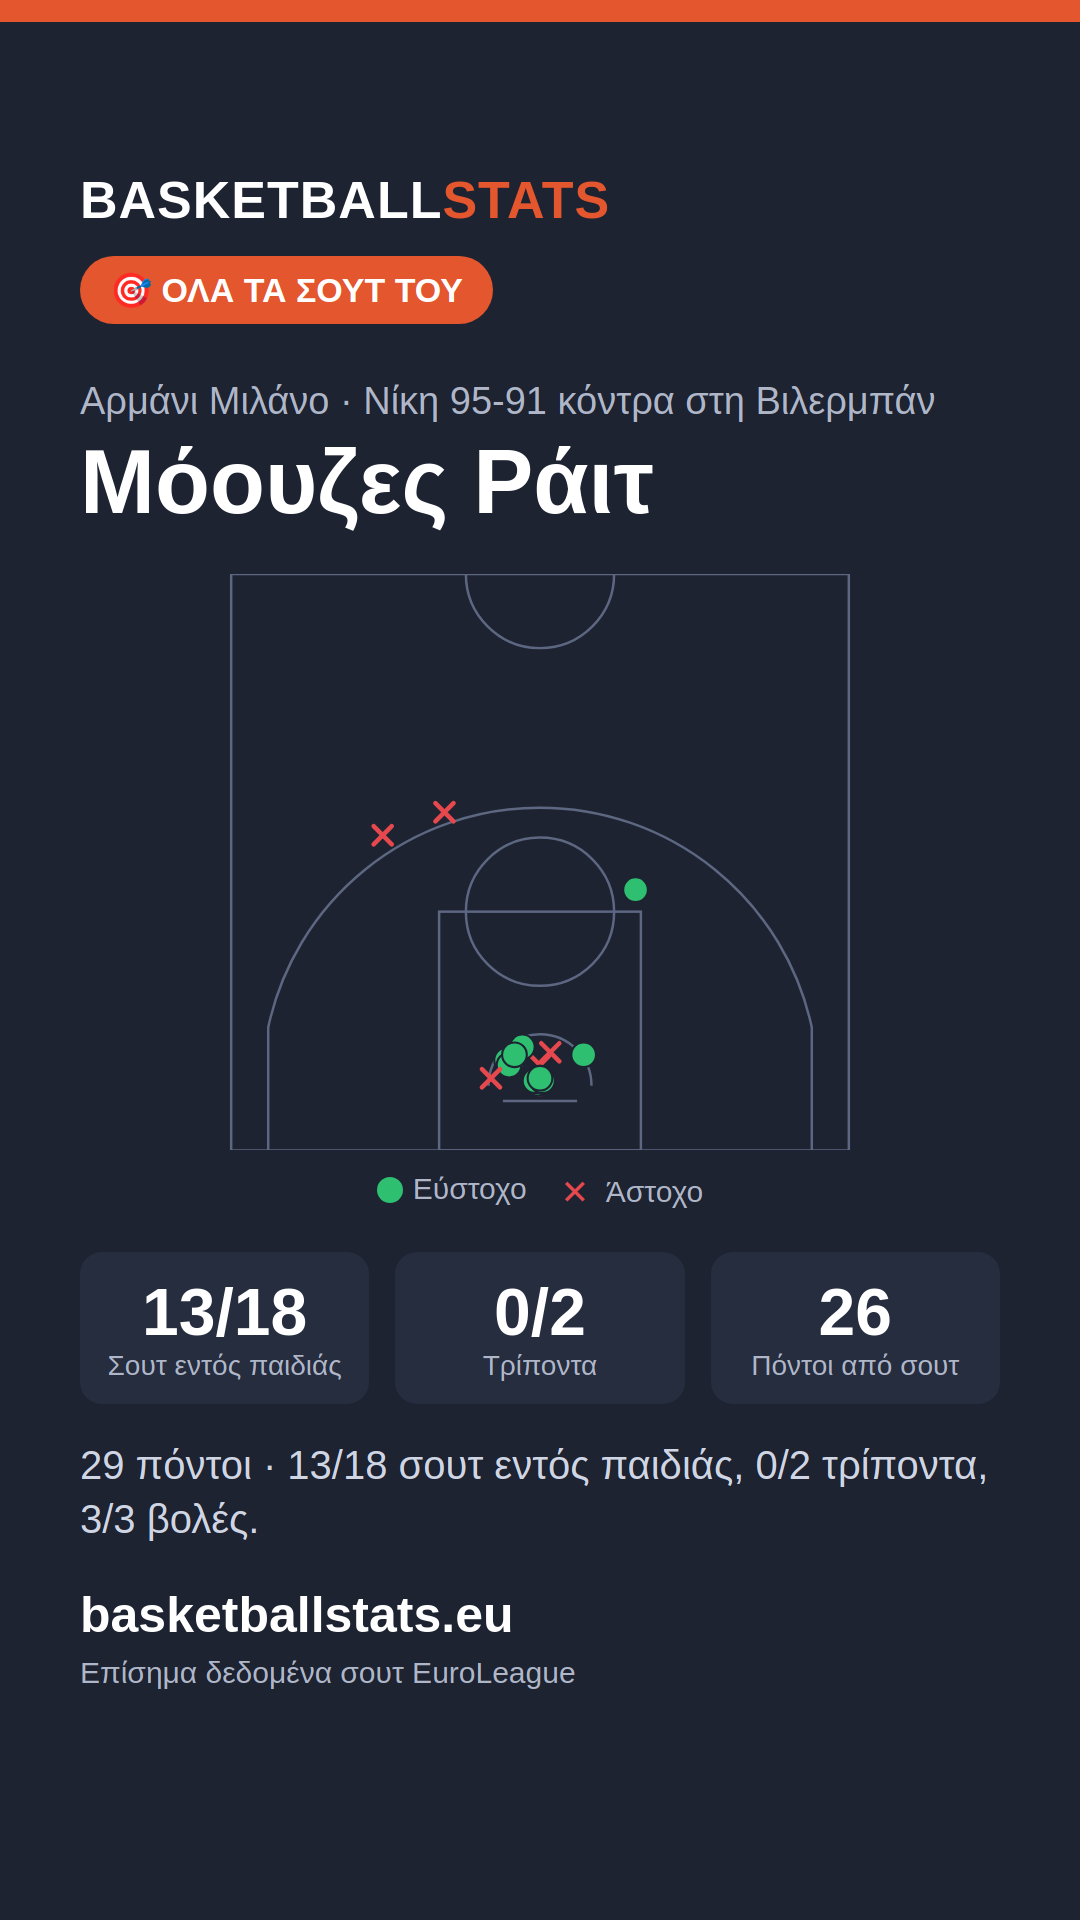 BASKETBALLSTATS
🎯 ΟΛΑ ΤΑ ΣΟΥΤ ΤΟΥ
Αρμάνι Μιλάνο · Νίκη 95-91 κόντρα στη Βιλερμπάν
Μόουζες Ράιτ
Εύστοχο Άστοχο
13/18 0/2 26
Σουτ εντός παιδιάς Τρίποντα Πόντοι από σουτ
29 πόντοι · 13/18 σουτ εντός παιδιάς, 0/2 τρίποντα,
3/3 βολές.
basketballstats.eu
Επίσημα δεδομένα σουτ EuroLeague